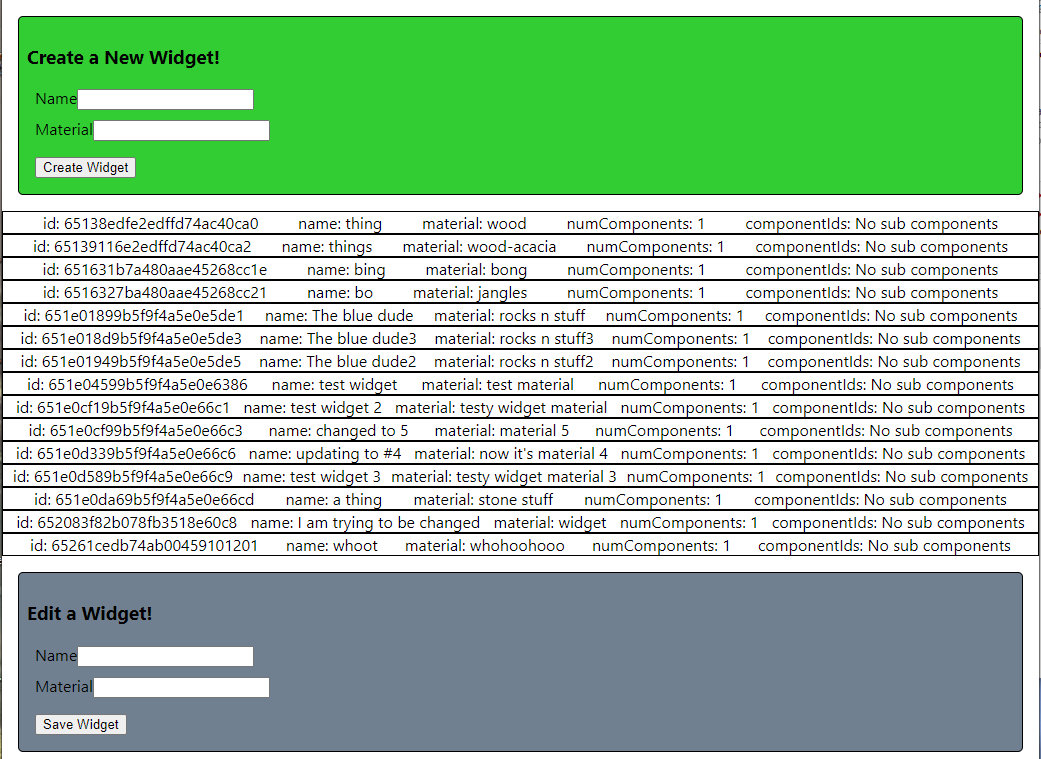 Create a New Widget!
Name
Material
Create Widget
id: 65138edfe2edffd74ac40ca0 name: thing material: wood numComponents: 1 componentIds: No sub components
id: 65139116e2edffd74ac40ca2 name: things material: wood-acacia numComponents: 1 componentIds: No sub components
id: 651631b7a480aae45268cc1e name: bing material: bong numComponents: 1 componentIds: No sub components
id: 6516327ba480aae45268cc21 name: bo material: jangles numComponents: 1 componentIds: No sub components
id: 651e01899b5f9f4a5e0e5de1 name: The blue dude material: rocks n stuff numComponents: 1 componentIds: No sub components
id: 651e018d9b5f9f4a5e0e5de3 name: The blue dude3 material: rocks n stuff3 numComponents: 1 componentIds: No sub components
id: 651e01949b5f9f4a5e0e5de5 name: The blue dude2 material: rocks n stuff2 numComponents: 1 componentIds: No sub components
id: 651e04599b5f9f4a5e0e6386 name: test widget material: test material numComponents: 1 componentIds: No sub components
id: 651e0cf19b5f9f4a5e0e66c1 name: test widget 2 material: testy widget material numComponents: 1 componentIds: No sub components
id: 651e0cf99b5f9f4a5e0e66c3 name: changed to 5 material: material 5 numComponents: 1 componentIds: No sub components
id: 651e0d339b5f9f4a5e0e66c6 name: updating to #4 material: now it's material 4 numComponents: 1 componentIds: No sub components
id: 651e0d589b5f9f4a5e0e66c9 name: test widget 3 material: testy widget material 3 numComponents: 1 componentIds: No sub components
id: 651e0da69b5f9f4a5e0e66cd name: a thing material: stone stuff numComponents: 1 componentIds: No sub components
id: 652083f82b078fb3518e60c8 name: I am trying to be changed material: widget numComponents: 1 componentIds: No sub components
id: 65261cedb74ab00459101201 name: whoot material: whohoohooo numComponents: 1 componentIds: No sub components
Edit a Widget!
Name
Material
Save Widget